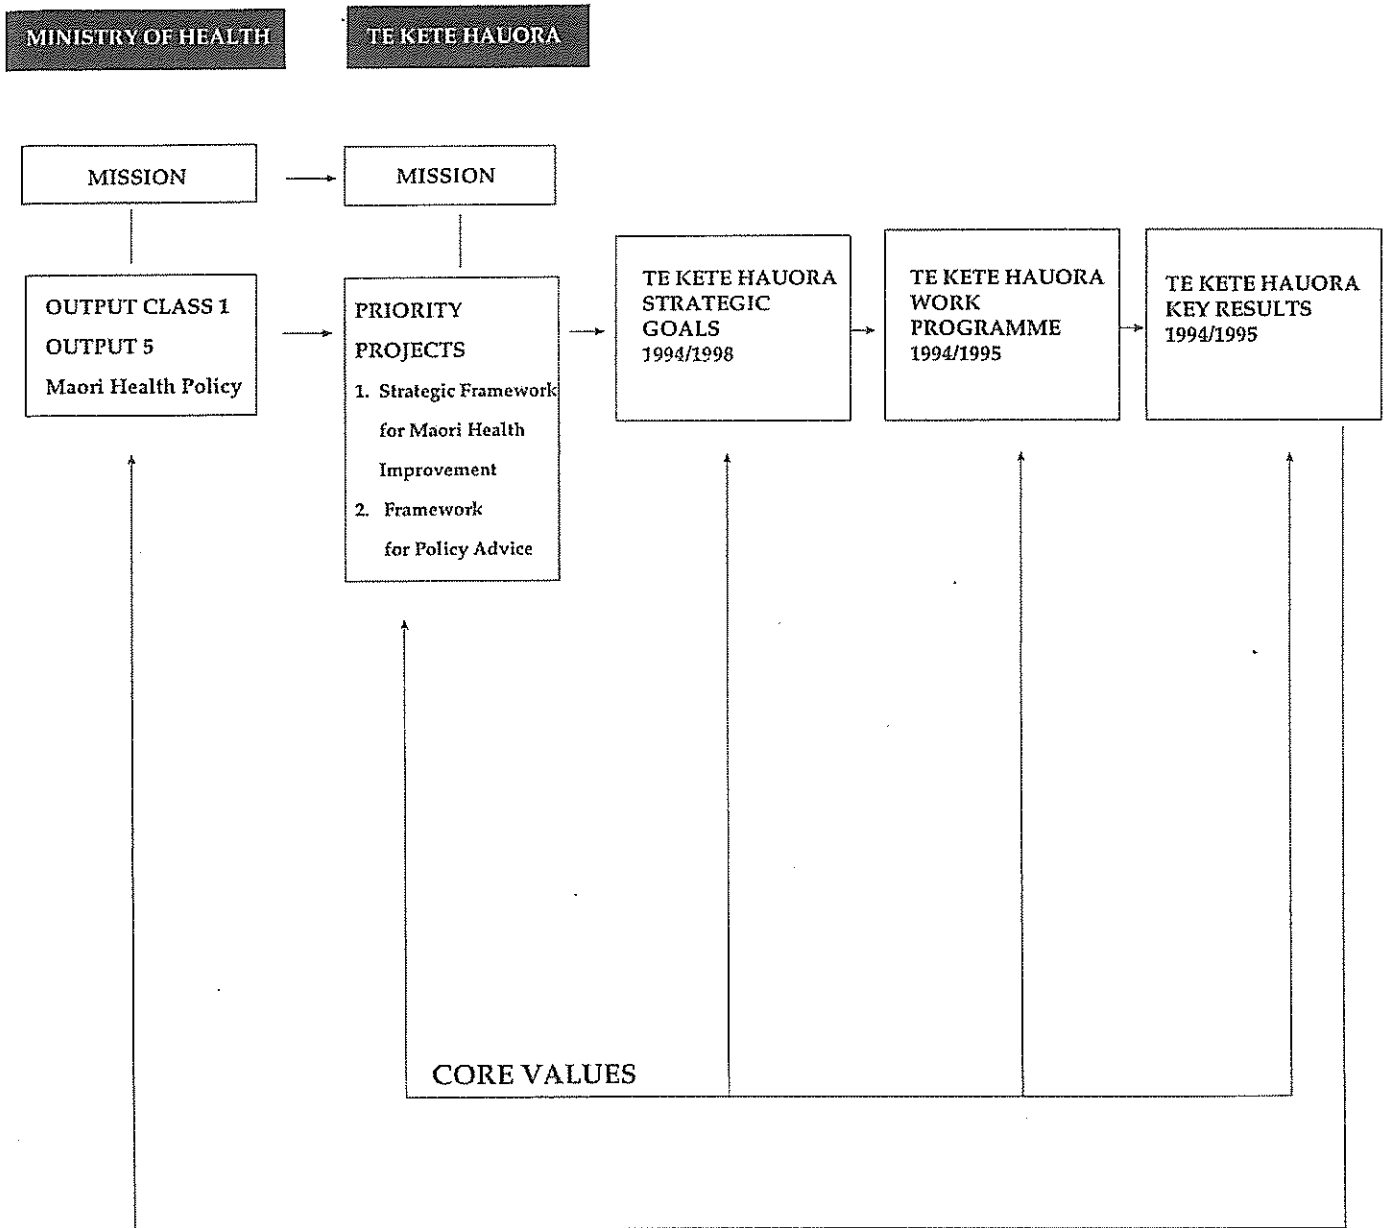 MINISTRY OF HEALTH
TE KETE HAUORA
MISSION
MISSION
OUTPUT CLASS 1
OUTPUT 5
Maori Health Policy
PRIORITY
PROJECTS
1. Strategic Framework
for Maori Health
Improvement
2. Framework
for Policy Advice
TE KETE HAUORA
STRATEGIC
GOALS
1994/1998
TE KETE HAUORA
WORK
PROGRAMME
1994/1995
TE KETE HAUORA
KEY RESULTS
1994/1995
CORE VALUES